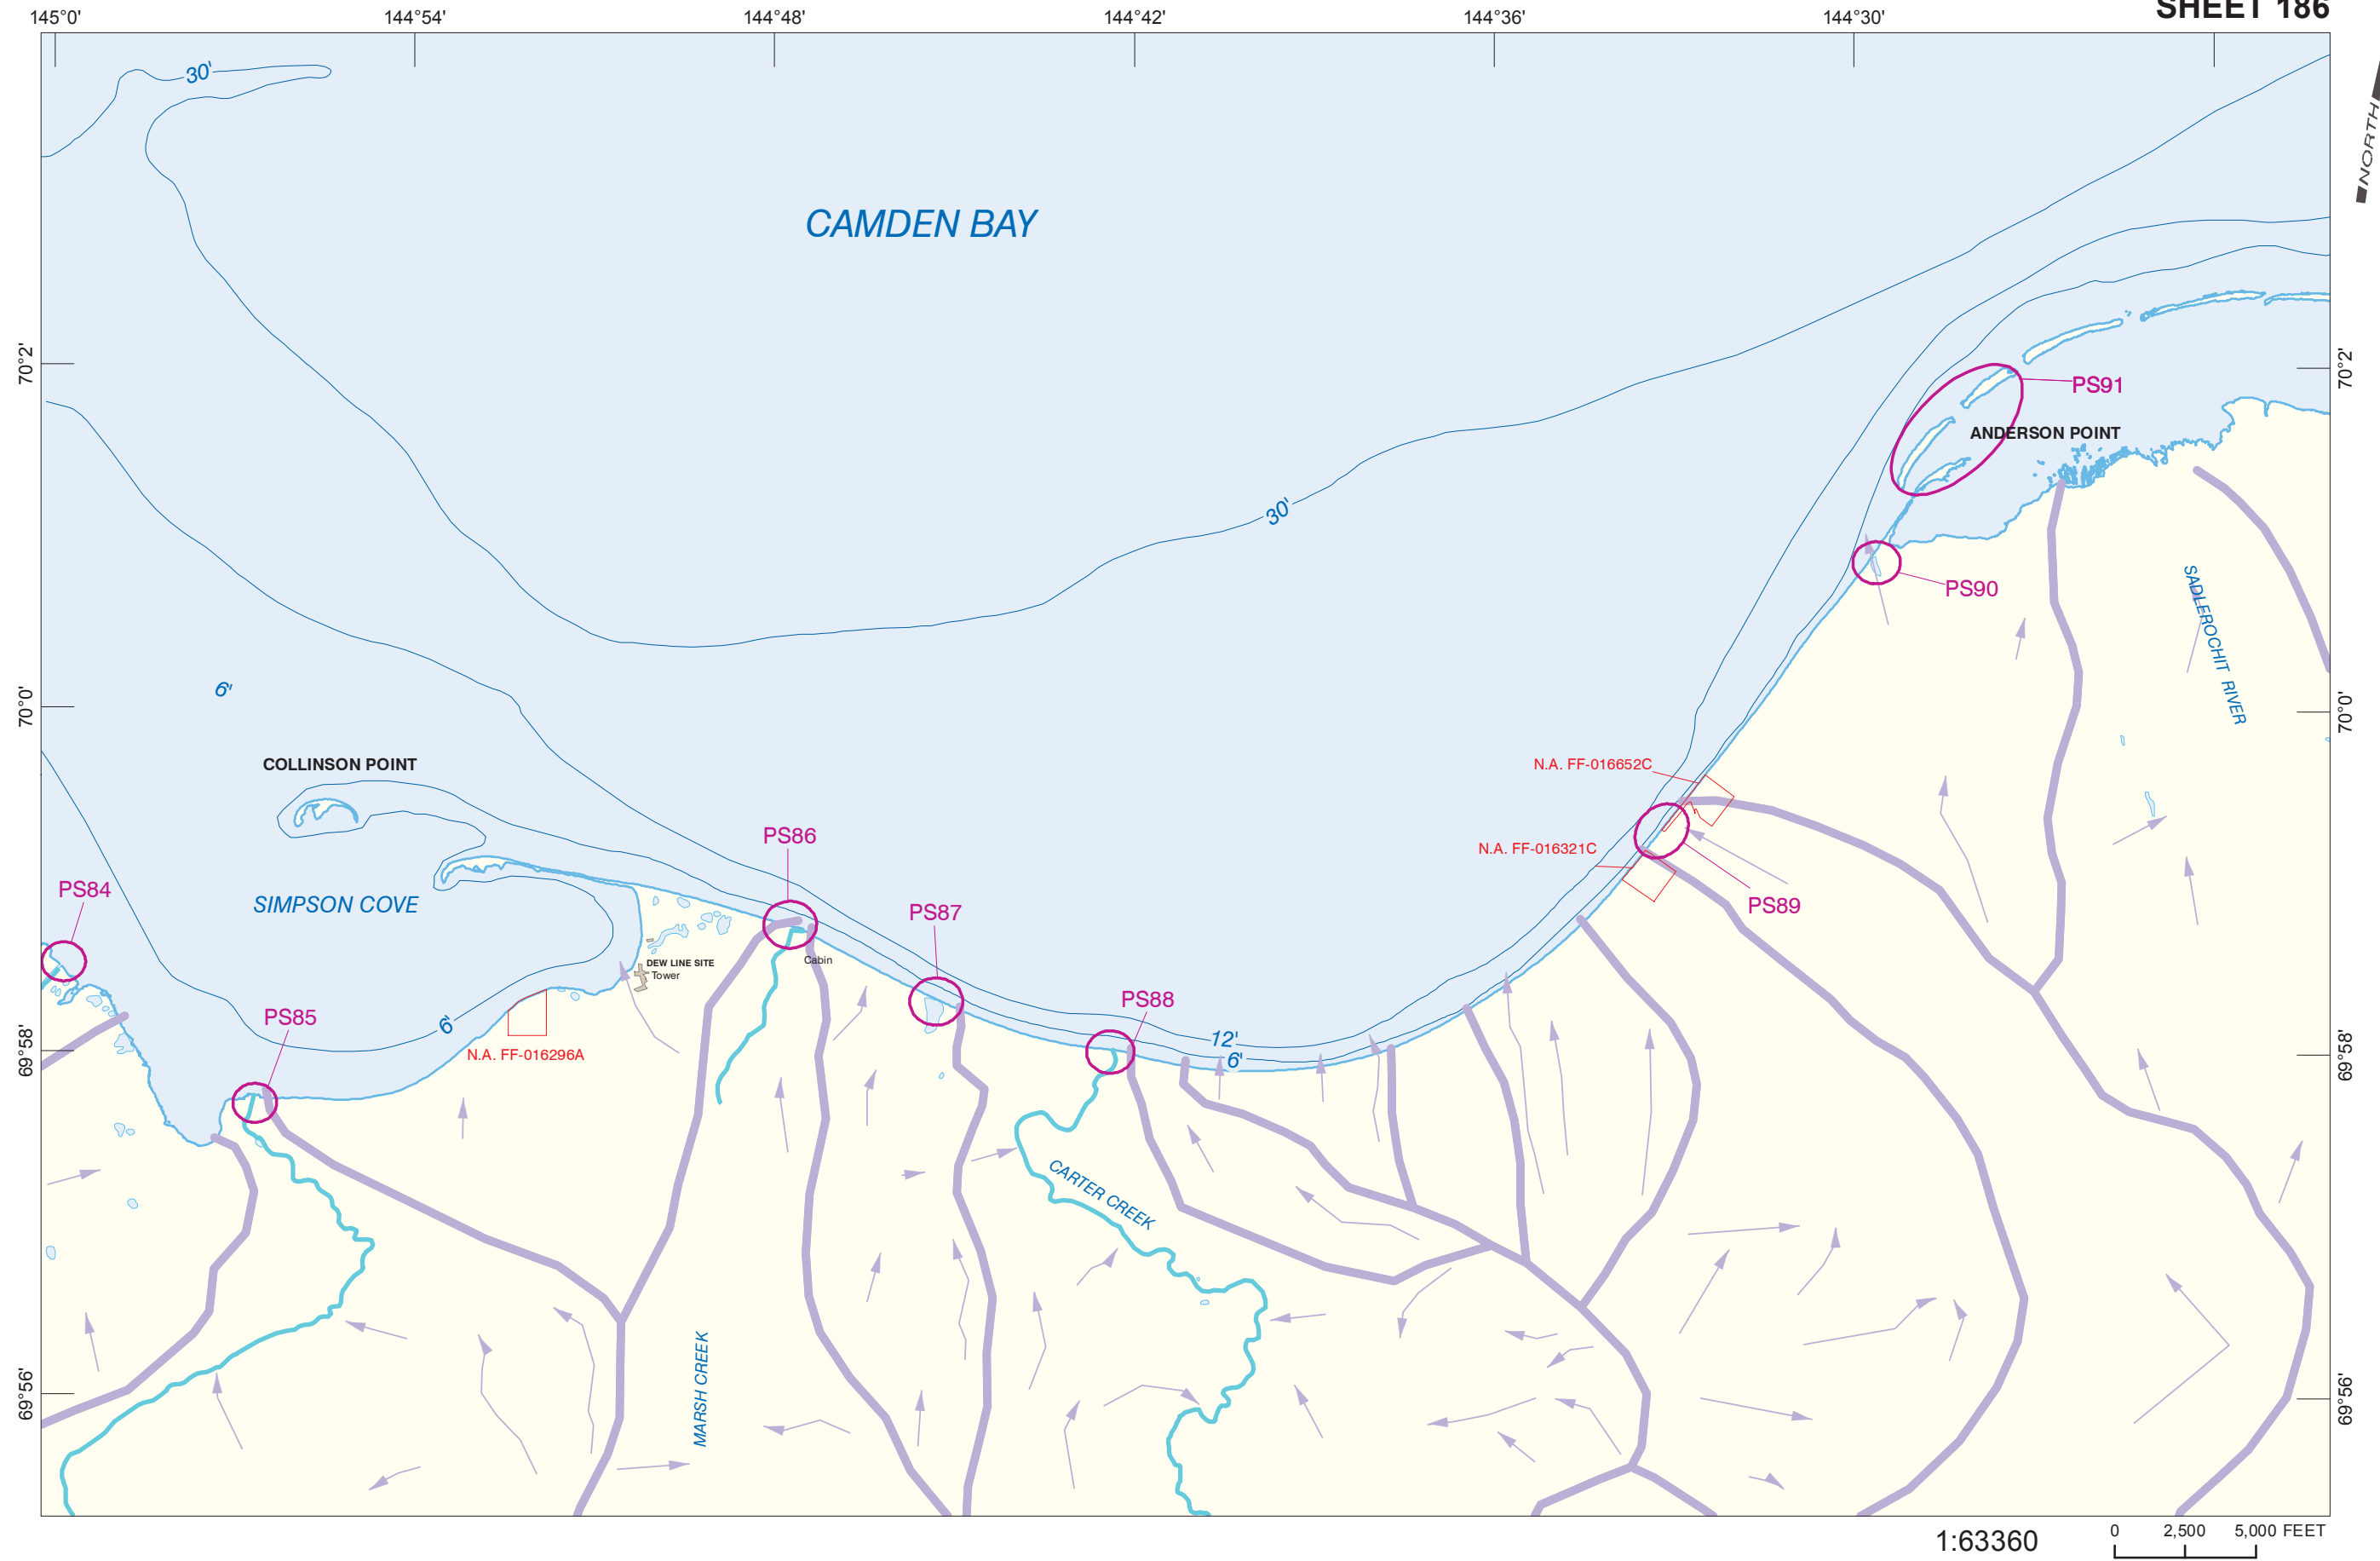 SHEET 186
145°0'
144°54'
144°48'
144°42'
144°36'
144°30'
NORTH
30'
CAMDEN BAY
70°2'
70°2'
PS91
ANDERSON POINT
30'
PS90
SADLEROCHIT RIVER
6'
70°0'
70°0'
COLLINSON POINT
N.A. FF-016652C
PS86
N.A. FF-016321C
PS84
SIMPSON COVE
PS87
PS89
Cabin
DEW LINE SITE
Tower
PS88
PS85
6'
12'
6'
N.A. FF-016296A
69°58'
69°58'
CARTER CREEK
MARSH CREEK
69°56'
69°56'
1:63360
0 2,500 5,000 FEET